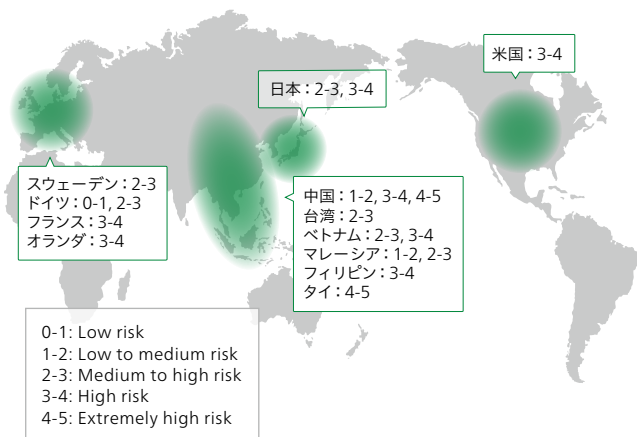 米国：3-4
日本：2-3, 3-4
スウェーデン：2-3
ドイツ：0-1, 2-3
フランス：3-4
オランダ：3-4
中国：1-2, 3-4, 4-5
台湾：2-3
ベトナム：2-3, 3-4
マレーシア：1-2, 2-3
フィリピン：3-4
タイ：4-5
0-1: Low risk
1-2: Low to medium risk
2-3: Medium to high risk
3-4: High risk
4-5: Extremely high risk